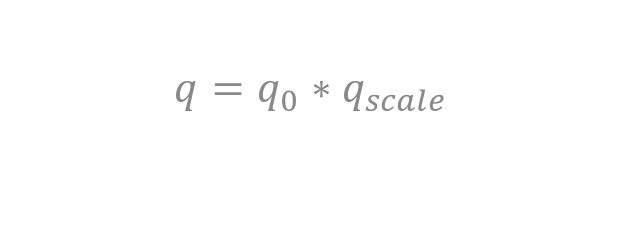 q = q₀ * q_scale